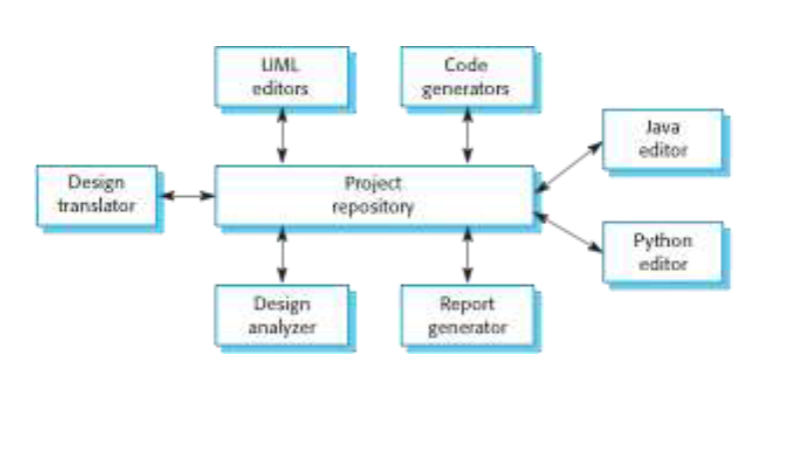 UML
editors
Code
generators
Java
editor
Design
translator
Project
repository
Python
editor
Design
analyzer
Report
generator